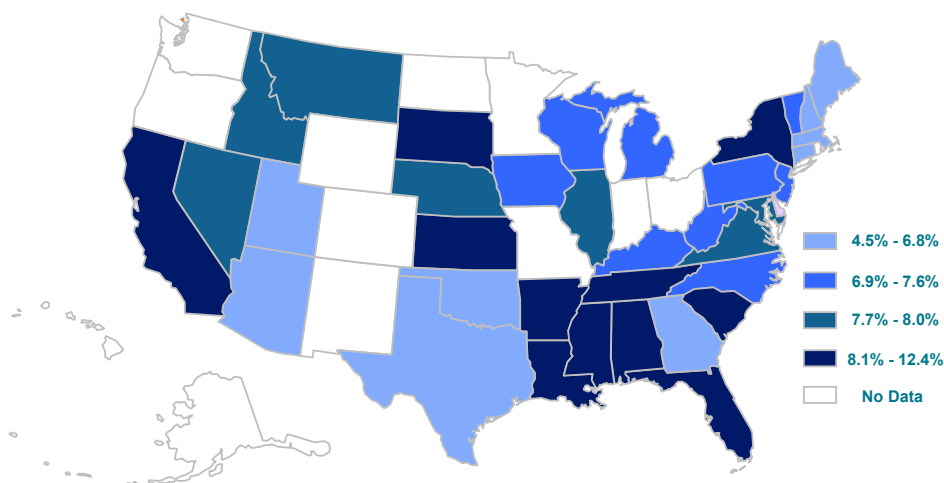 4.5% - 6.8%
6.9% - 7.6%
7.7% - 8.0%
8.1% - 12.4%
No Data